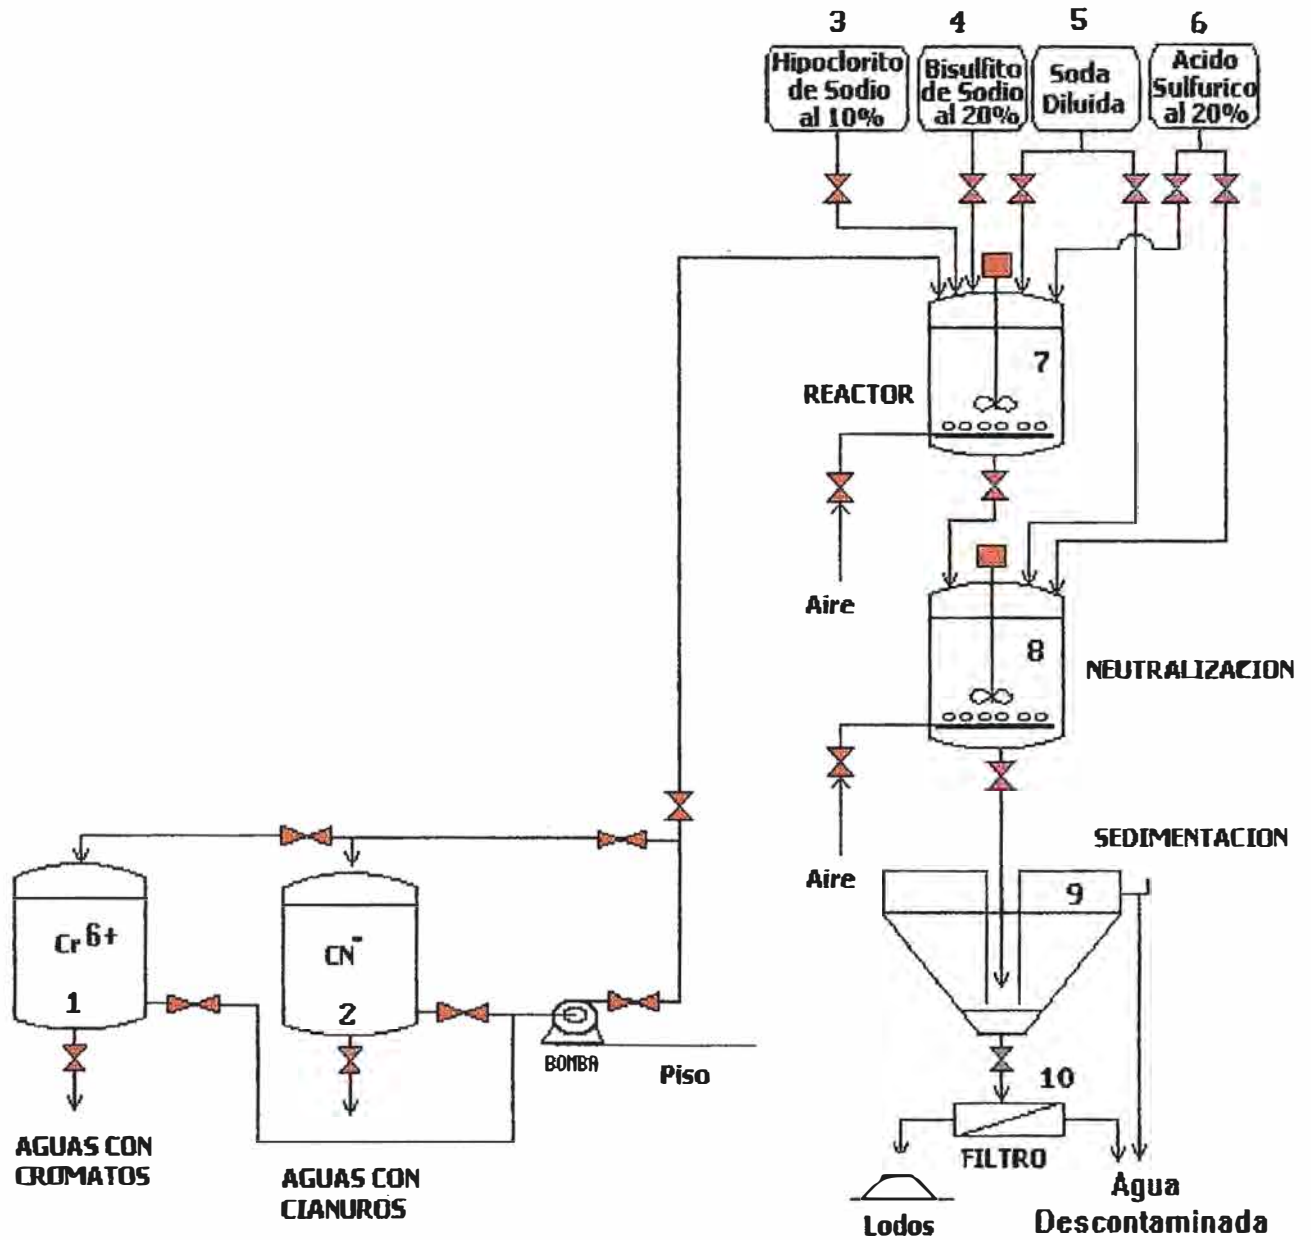 3
4
5
6
Hipoclorito
de Sodio
al 10%
Bisulfito
de Sodio
al 20%
Soda
Diluida
Acido
Sulfurico
al 20%
7
REACTOR
Aire
8
NEUTRALIZACION
Aire
SEDIMENTACION
9
Cr6+
1
CN-
2
BOMBA
Piso
10
AGUAS CON
CROMATOS
AGUAS CON
CIANUROS
FILTRO
Lodos
Agua
Descontaminada